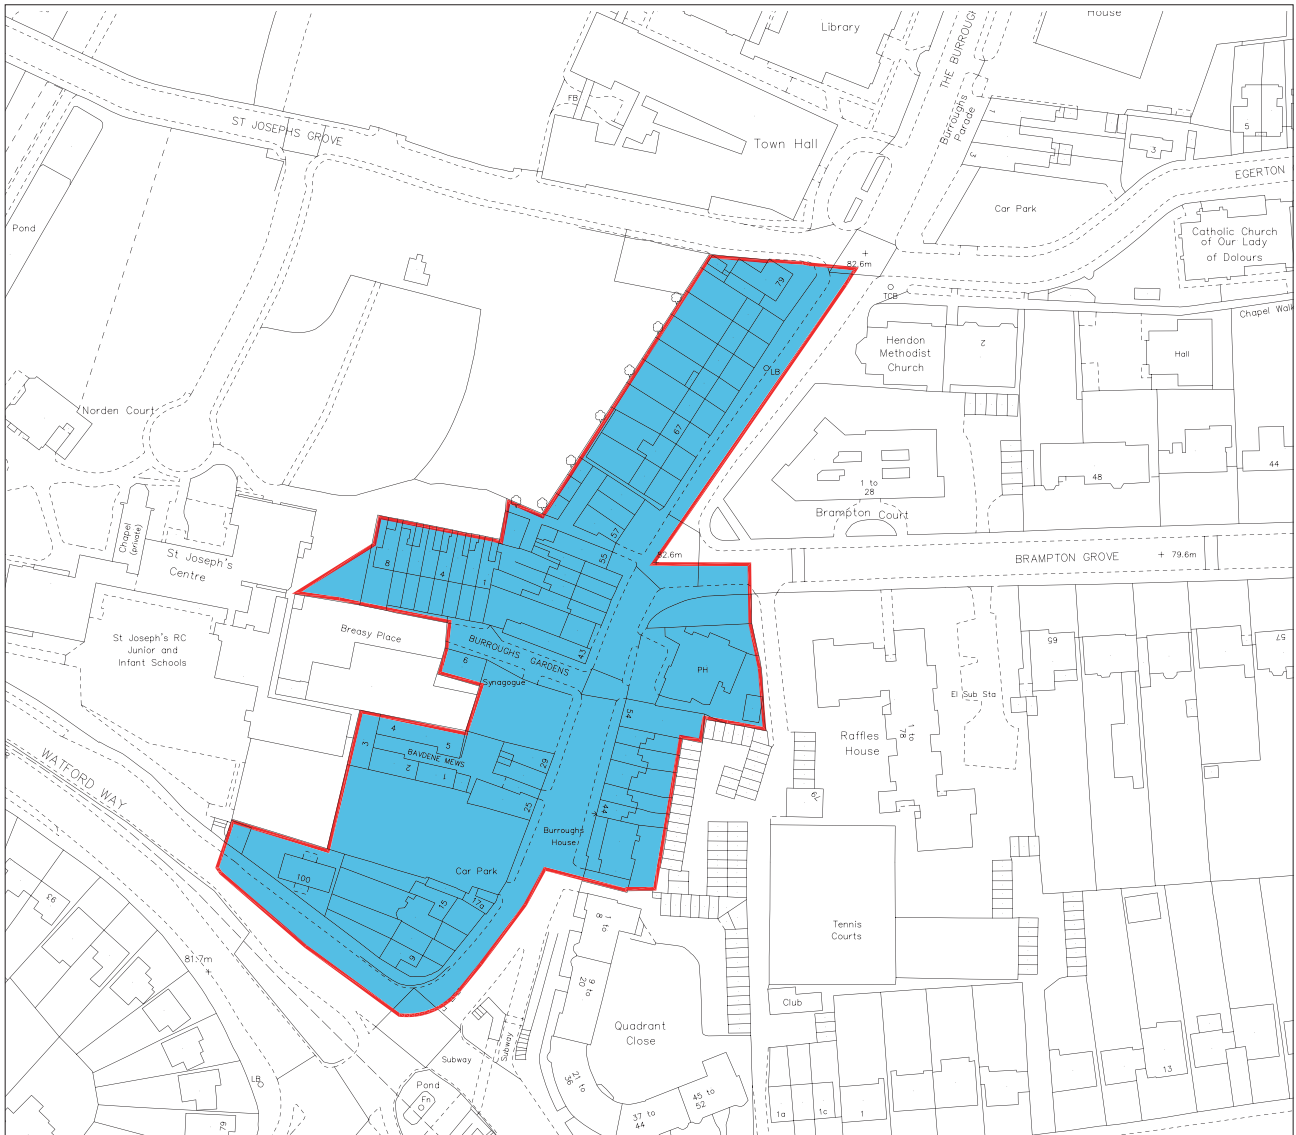 House
Library
THE BURROUGH
FB
Burroughs
Parade
1
5
ST JOSEPHS GROVE
Town Hall
3
3
EGERTON
Car Park
Pond
Catholic Church
of Our Lady
of Dolours
82.6m
79
TCB
Chapel Walk
Hendon
Methodist
Church
2
Hall
LB
Norden Court
67
48
44
1 to
28
Brampton Court
57
Chapel
(private)
St Joseph's
Centre
55
82.6m
BRAMPTON GROVE
79.6m
8
4
1
Breasy Place
St Joseph's RC
Junior and
Infant Schools
BURROUGHS GARDENS
43
65
57
6
Synagogue
PH
El Sub Sta
54
Raffles
House
1 to
78
4
3
5
BAVDENE MEWS
2
1
29
WATFORD WAY
25
44
79
Burroughs
House
Car Park
100
15
17a
91
9
1 to
8
Tennis
Courts
81.7m
9 to
20
Club
Quadrant
Close
Subway
Subway
LB
Pond
Fn
21 to
36
45 to
52
37 to
44
13
1a
1c
1
79